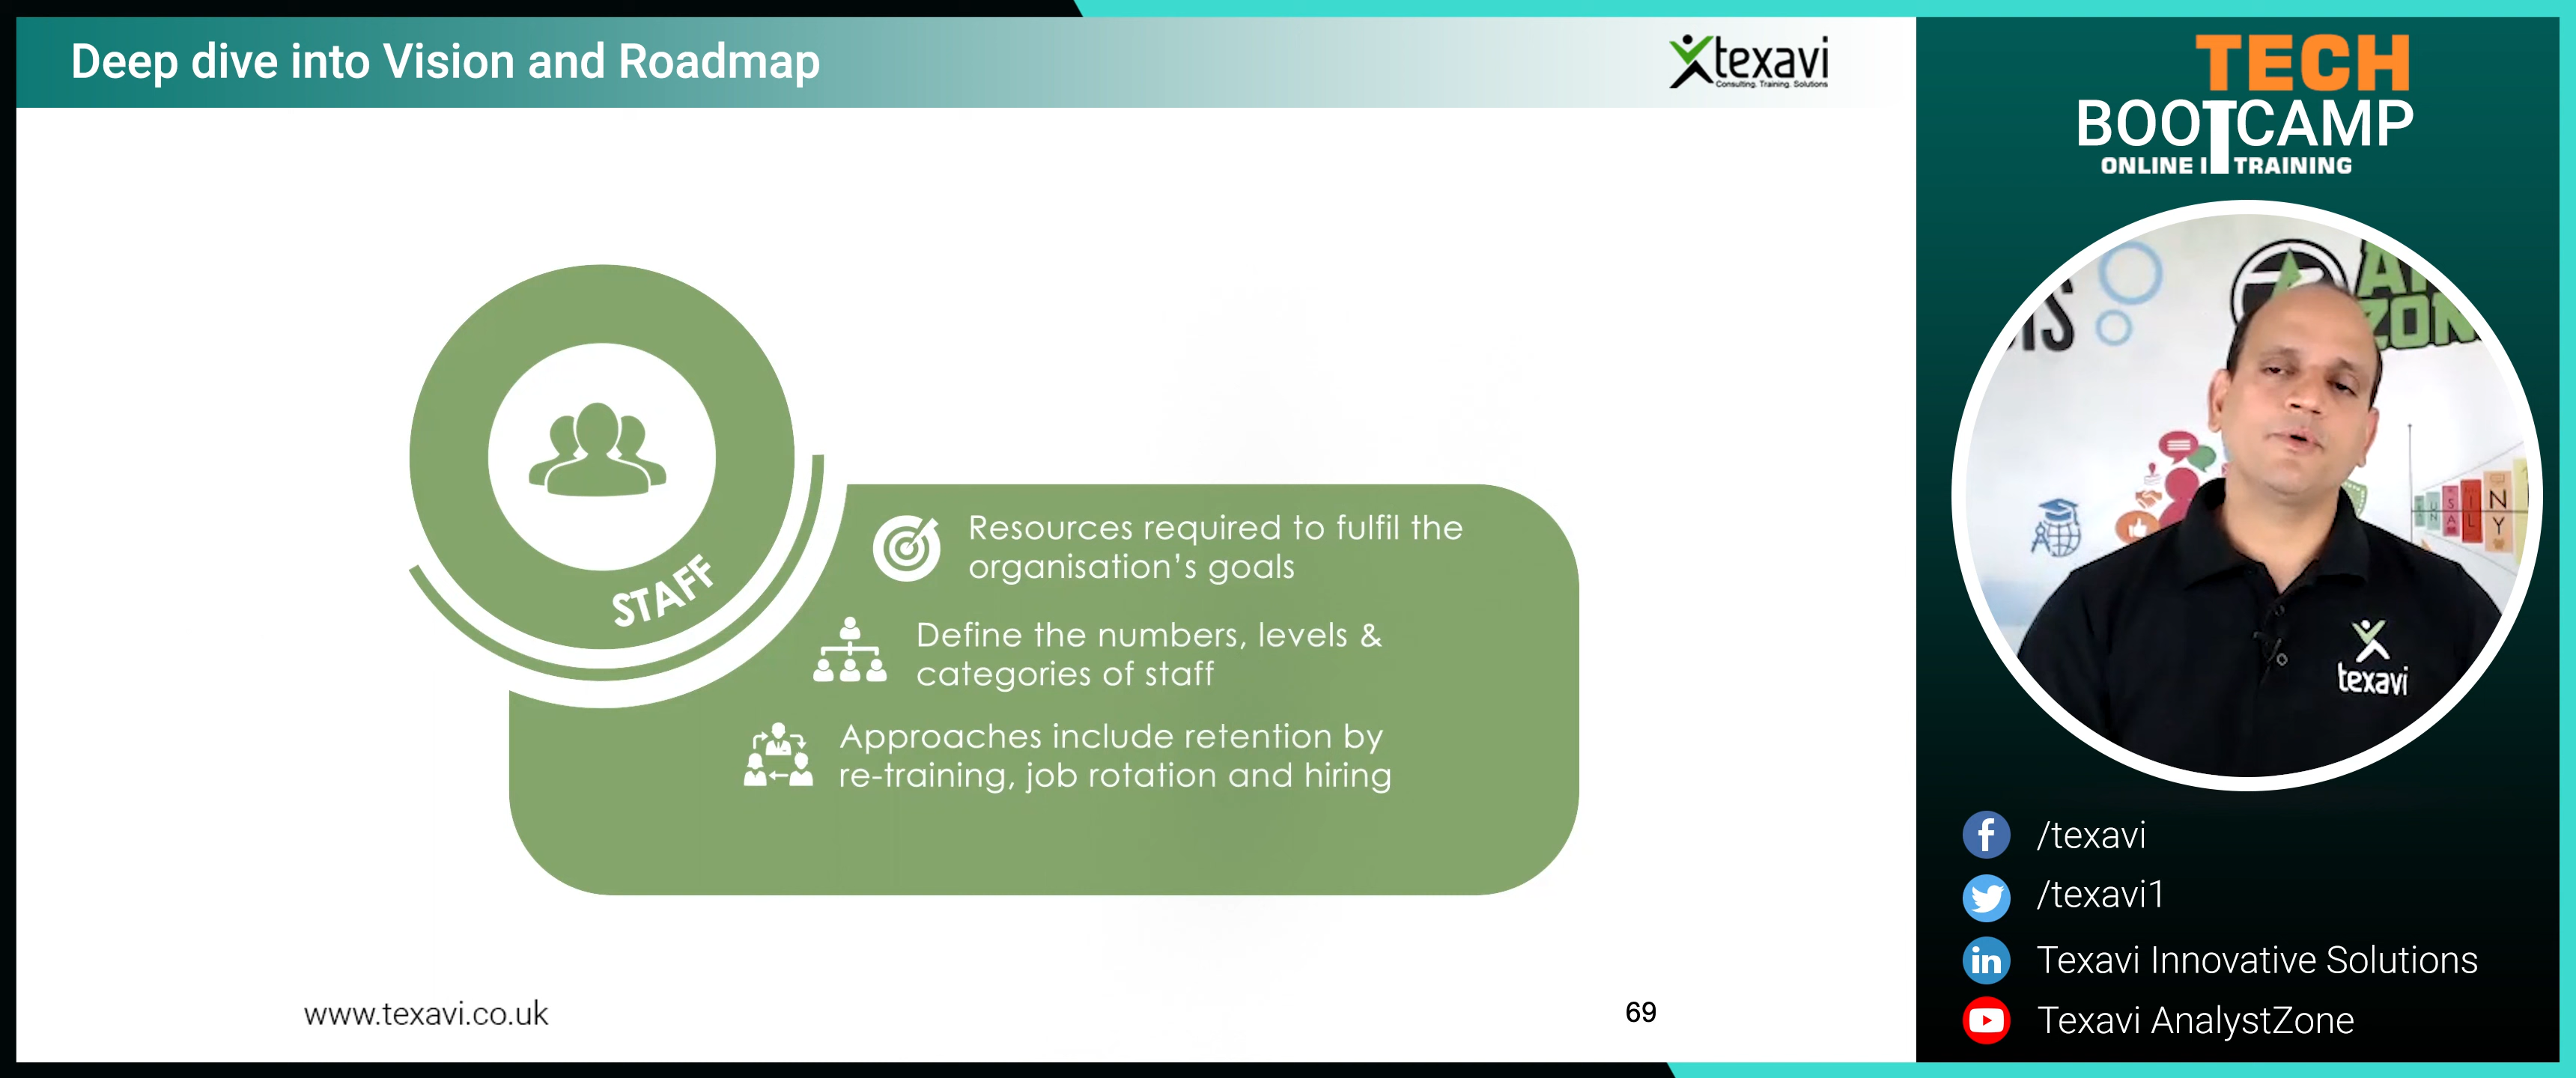 Deep dive into Vision and Roadmap
texavi
Consulting. Training. Solutions
STAFF
Resources required to fulfil the
organisation's goals
Define the numbers, levels &
categories of staff
Approaches include retention by
re-training, job rotation and hiring
www.texavi.co.uk
69
TECH
BOOTCAMP
ONLINE IT TRAINING
texavi
/texavi
/texavi1
Texavi Innovative Solutions
Texavi AnalystZone